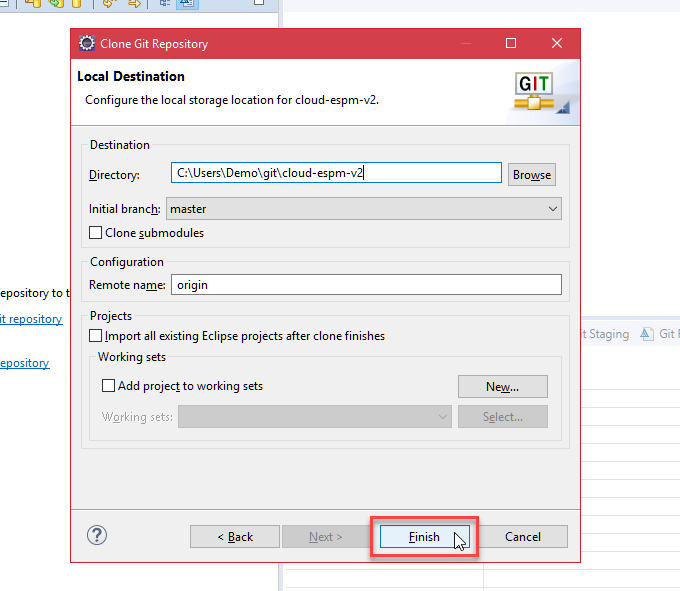 Clone Git Repository
Local Destination
Configure the local storage location for cloud-espm-v2.
GIT
Destination
Directory: C:\Users\Demo\git\cloud-espm-v2 Browse
Initial branch: master
Clone submodules
Configuration
epository to t
Remote name: origin
it repository
Projects
t Staging Git
Import all existing Eclipse projects after clone finishes
Working sets
epository
Add project to working sets New...
Working sets: Select...
? < Back Next > Finish Cancel